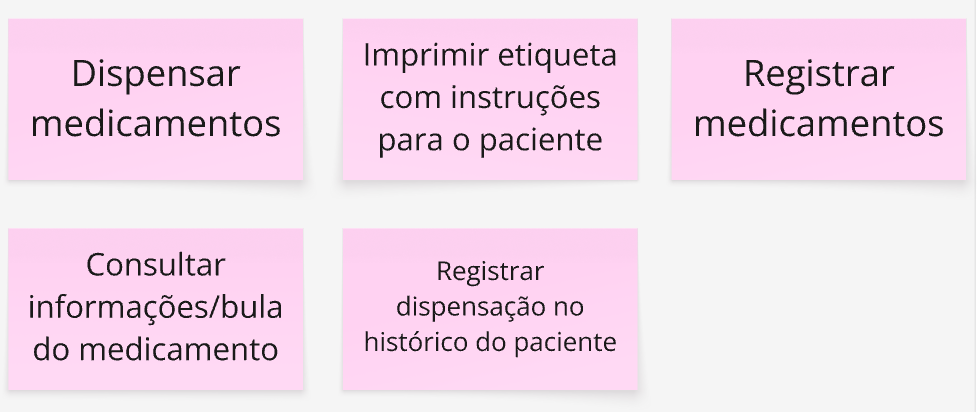 Dispensar
medicamentos
Imprimir etiqueta
com instruções
para o paciente
Registrar
medicamentos
Consultar
informações/bula
do medicamento
Registrar
dispensação no
histórico do paciente